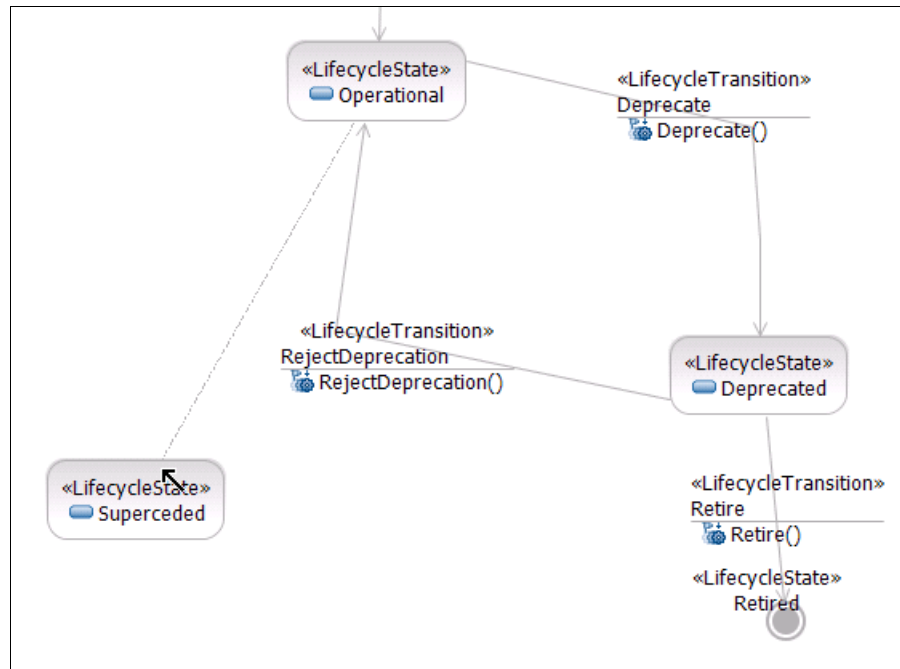 «LifecycleState»
Operational
«LifecycleTransition»
Deprecate
Deprecate()
«LifecycleTransition»
RejectDeprecation
RejectDeprecation()
«LifecycleState»
Deprecated
«LifecycleState»
Superceded
«LifecycleTransition»
Retire
Retire()
«LifecycleState»
Retired